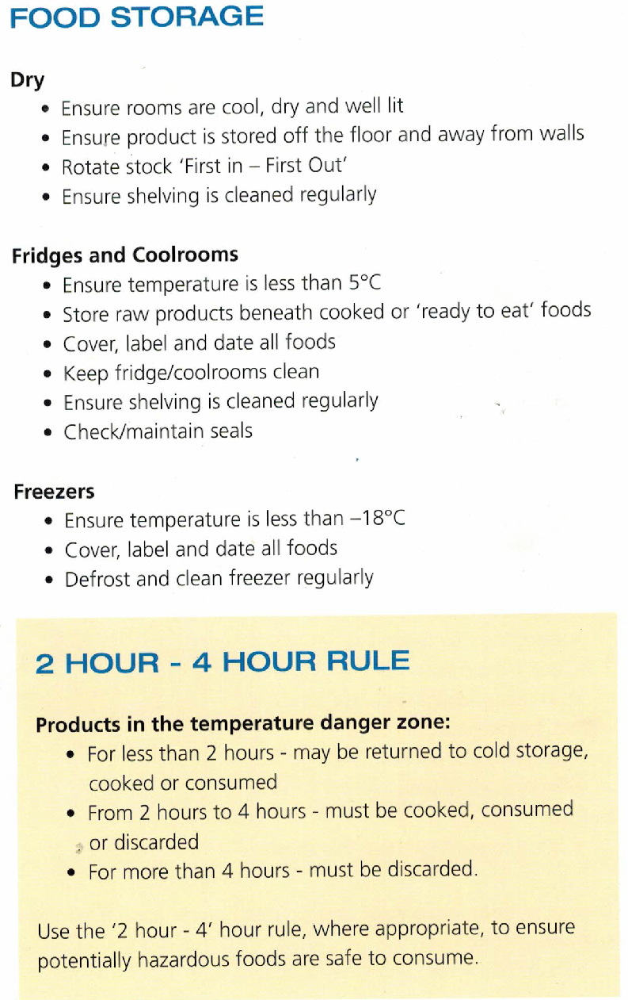 FOOD STORAGE
Dry
• Ensure rooms are cool, dry and well lit
• Ensure product is stored off the floor and away from walls
• Rotate stock ‘First in – First Out’
• Ensure shelving is cleaned regularly
Fridges and Coolrooms
• Ensure temperature is less than 5°C
• Store raw products beneath cooked or ‘ready to eat’ foods
• Cover, label and date all foods
• Keep fridge/coolrooms clean
• Ensure shelving is cleaned regularly
• Check/maintain seals
Freezers
• Ensure temperature is less than –18°C
• Cover, label and date all foods
• Defrost and clean freezer regularly
2 HOUR - 4 HOUR RULE
Products in the temperature danger zone:
• For less than 2 hours - may be returned to cold storage,
cooked or consumed
• From 2 hours to 4 hours - must be cooked, consumed
or discarded
• For more than 4 hours - must be discarded.
Use the ‘2 hour - 4’ hour rule, where appropriate, to ensure
potentially hazardous foods are safe to consume.